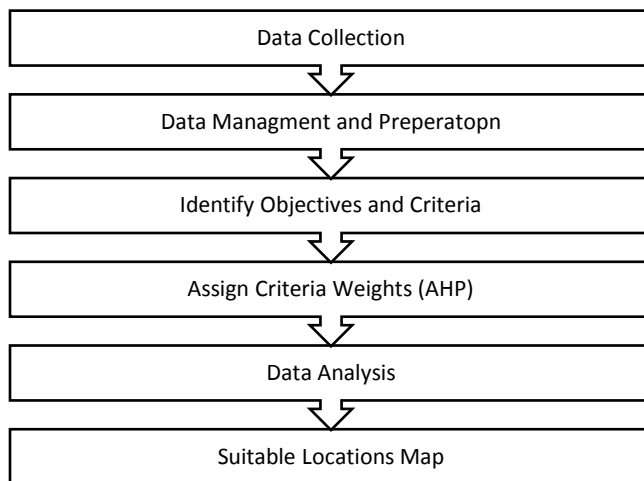 Data Collection
Data Managment and Preperatopn
Identify Objectives and Criteria
Assign Criteria Weights (AHP)
Data Analysis
Suitable Locations Map